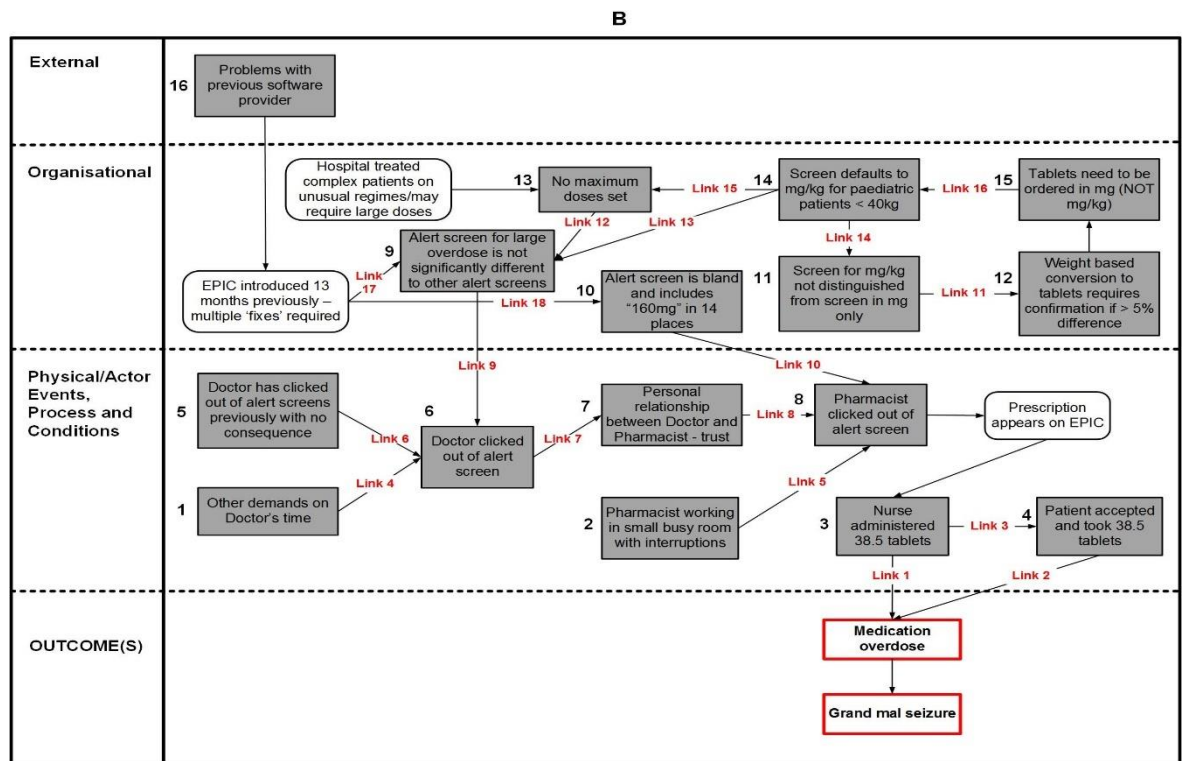 B
External
16
Problems with
previous software
provider
Organisational
Hospital treated
complex patients on
unusual regimes/may
require large doses
13
No maximum
doses set
Link 15
14
Screen defaults to
mg/kg for paediatric
patients < 40kg
Link 16
15
Tablets need to be
ordered in mg (NOT
mg/kg)
Link 12
Link 13
Link 14
9
Alert screen for large
overdose is not
significantly different
to other alert screens
Link
17
EPIC introduced 13
months previously –
multiple ‘fixes’ required
Link 18
10
Alert screen is bland
and includes
“160mg” in 14
places
11
Screen for mg/kg
not distinguished
from screen in mg
only
Link 11
12
Weight based
conversion to
tablets requires
confirmation if > 5%
difference
Physical/Actor
Events,
Process and
Conditions
Link 9
Link 10
5
Doctor has clicked
out of alert screens
previously with no
consequence
Link 6
6
Doctor clicked
out of alert
screen
Link 7
7
Personal
relationship
between Doctor and
Pharmacist - trust
Link 8
8
Pharmacist
clicked out of
alert screen
Prescription
appears on EPIC
1
Other demands on
Doctor’s time
Link 4
Link 5
2
Pharmacist working
in small busy room
with interruptions
3
Nurse
administered
38.5 tablets
Link 3
4
Patient accepted
and took 38.5
tablets
Link 1
Link 2
OUTCOME(S)
Medication
overdose
Grand mal seizure